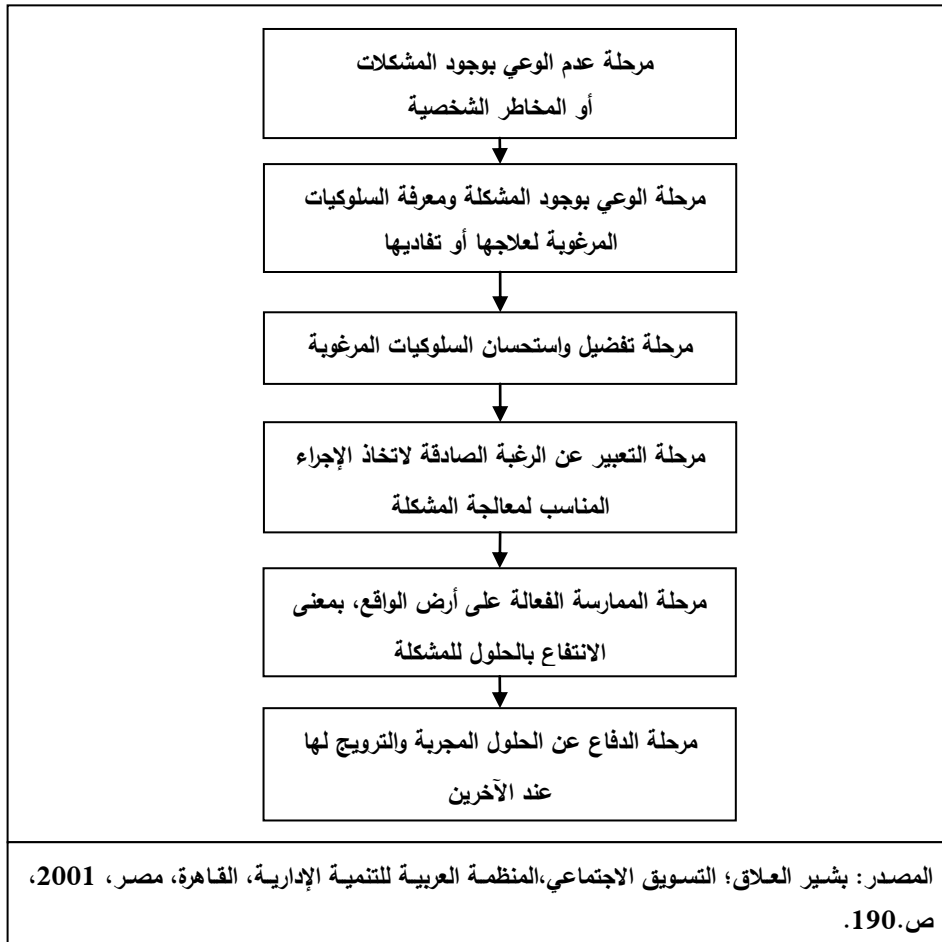 مرحلة عدم الوعي بوجود المشكلات
أو المخاطر الشخصية
مرحلة الوعي بوجود المشكلة ومعرفة السلوكيات
المرغوبة لعلاجها أو تفاديها
مرحلة تفضيل واستحسان السلوكيات المرغوبة
مرحلة التعبير عن الرغبة الصادقة لاتخاذ الإجراء
المناسب لمعالجة المشكلة
مرحلة الممارسة الفعالة على أرض الواقع، بمعنى
الانتفاع بالحلول للمشكلة
مرحلة الدفاع عن الحلول المجربة والترويج لها
عند الآخرين
المصدر: بشير العلاق؛ التسويق الاجتماعي،المنظمة العربية للتنمية الإدارية، القاهرة، مصر، 2001،
ص.190.